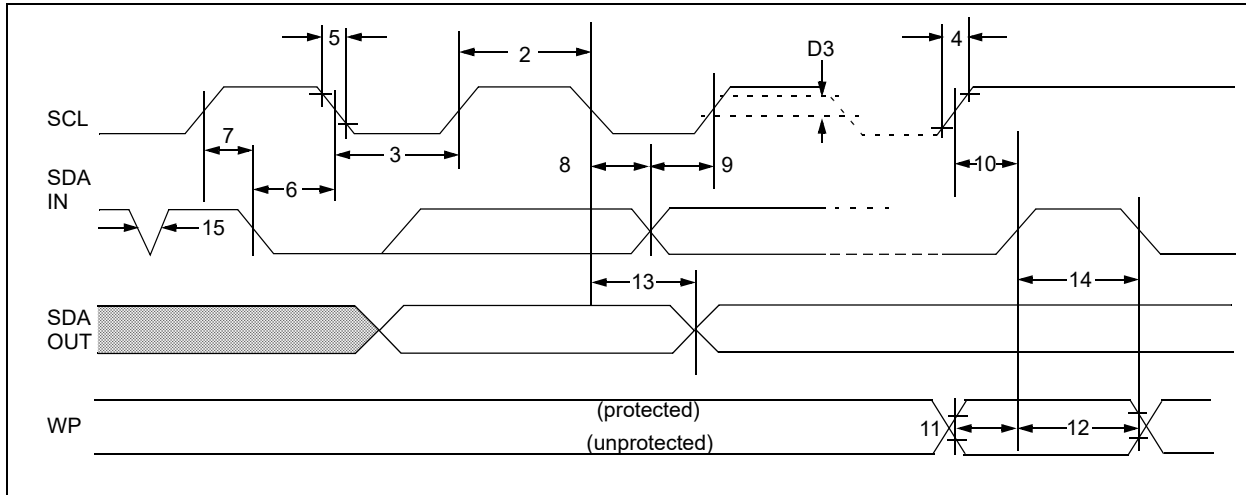 5
2
D3
4
SCL
7
3
8
9
10
SDA
IN
6
15
13
14
SDA
OUT
WP
(protected)
(unprotected)
11
12